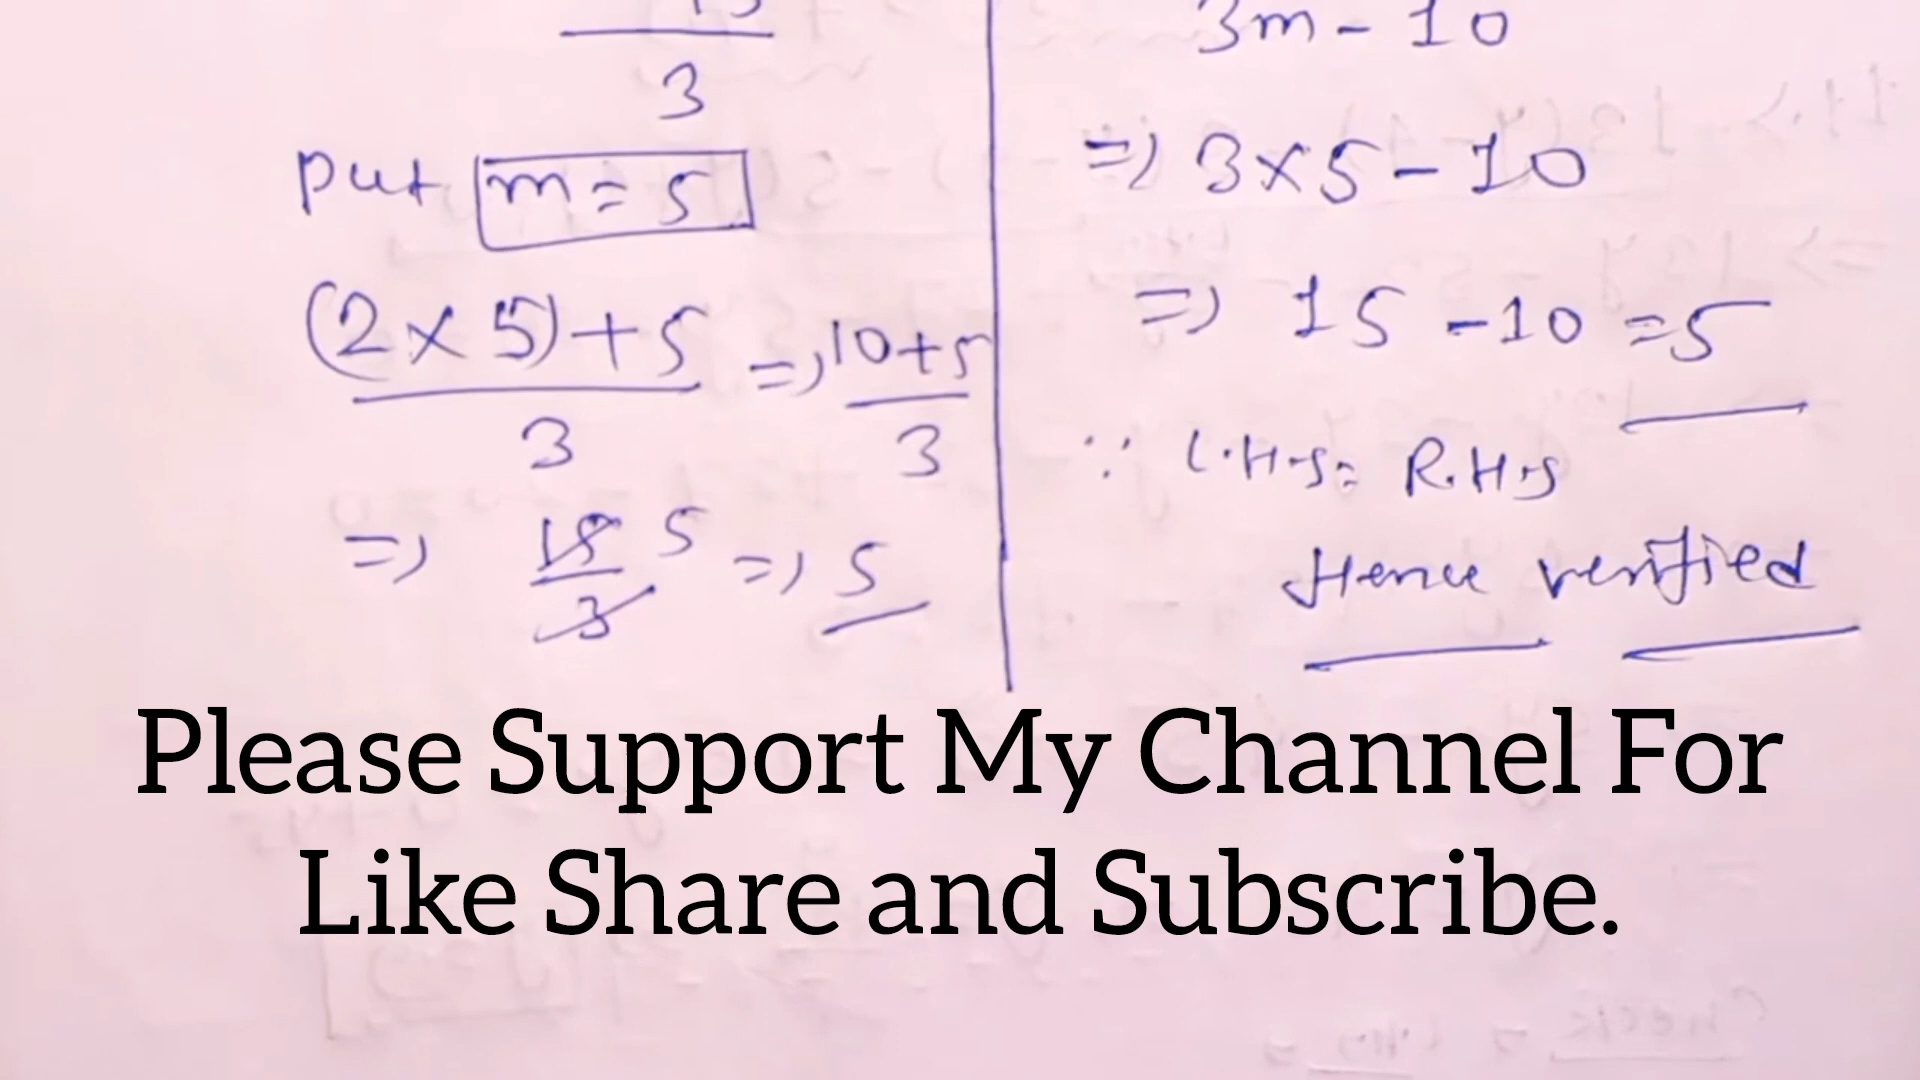 3
put m = 5
(2 × 5) + 5 => 10 + 5
3 3
=> 15 5 => 5
3
3m - 10
=> 3 × 5 - 10
=> 15 - 10 = 5
∵ L.H.S = R.H.S
Hence verified
Please Support My Channel For
Like Share and Subscribe.